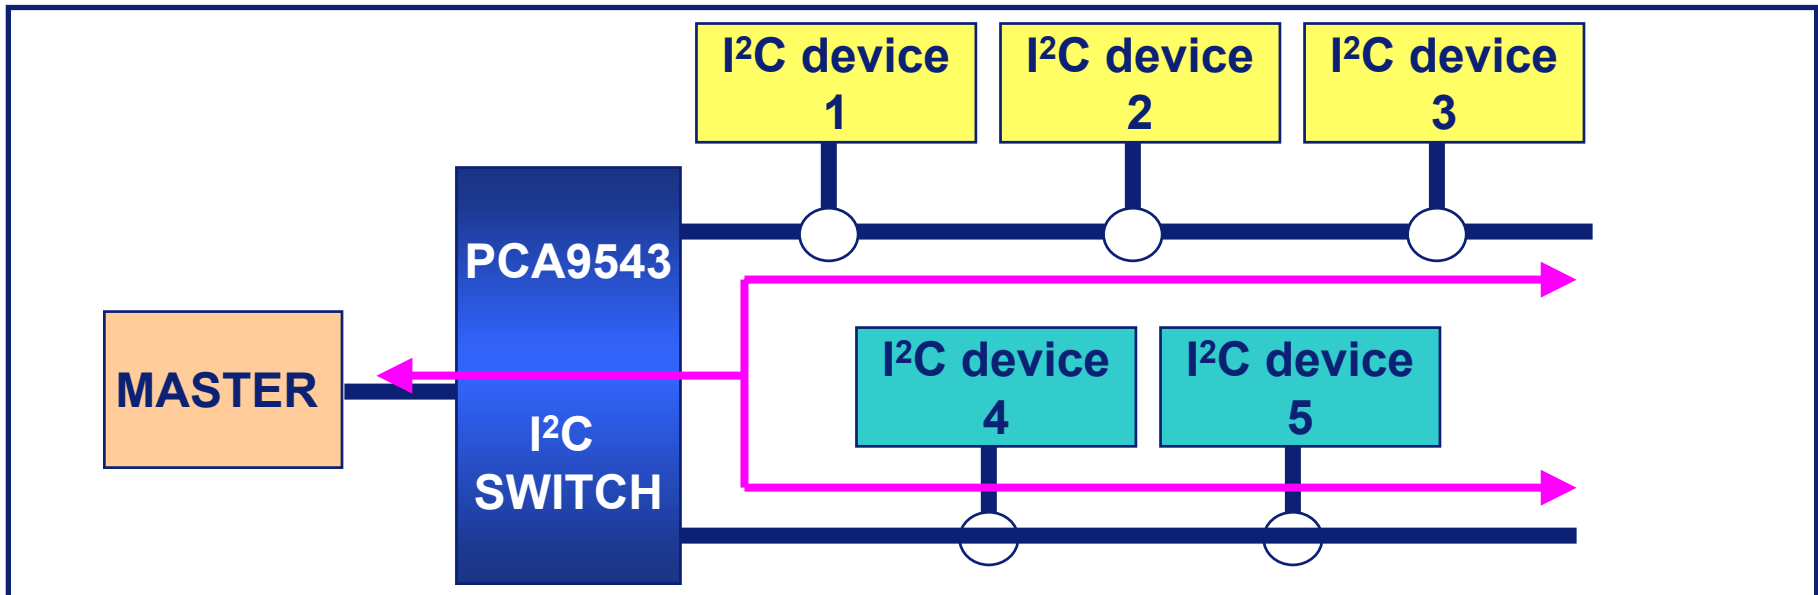 I²C device
1
I²C device
2
I²C device
3
PCA9543
I²C
SWITCH
MASTER
I²C device
4
I²C device
5